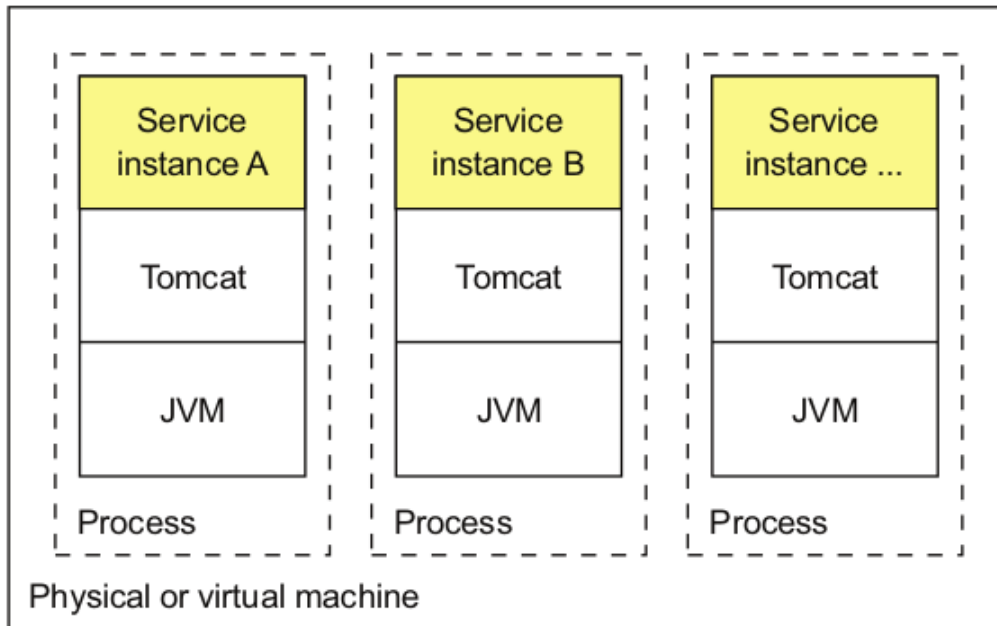 Service
instance A
Tomcat
JVM
Process
Service
instance B
Tomcat
JVM
Process
Service
instance ...
Tomcat
JVM
Process
Physical or virtual machine